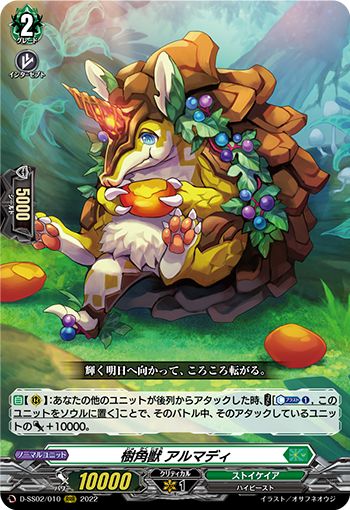 2
グレード
インターセプト
シールド
5000
輝く明日へ向かって、ころころ転がる。
自【R】：あなたの他のユニットが後列からアタックした時、【コスト】【CBブラスト1、このユニットをソウルに置く】ことで、そのバトル中、そのアタックしているユニットのパワー+10000。
ノーマルユニット
樹角獣 アルマディ
D-SS02/010 RRR 2022
パワー 10000
クリティカル
1
ストイケイア
ハイビースト
イラスト/オサフネオウジ